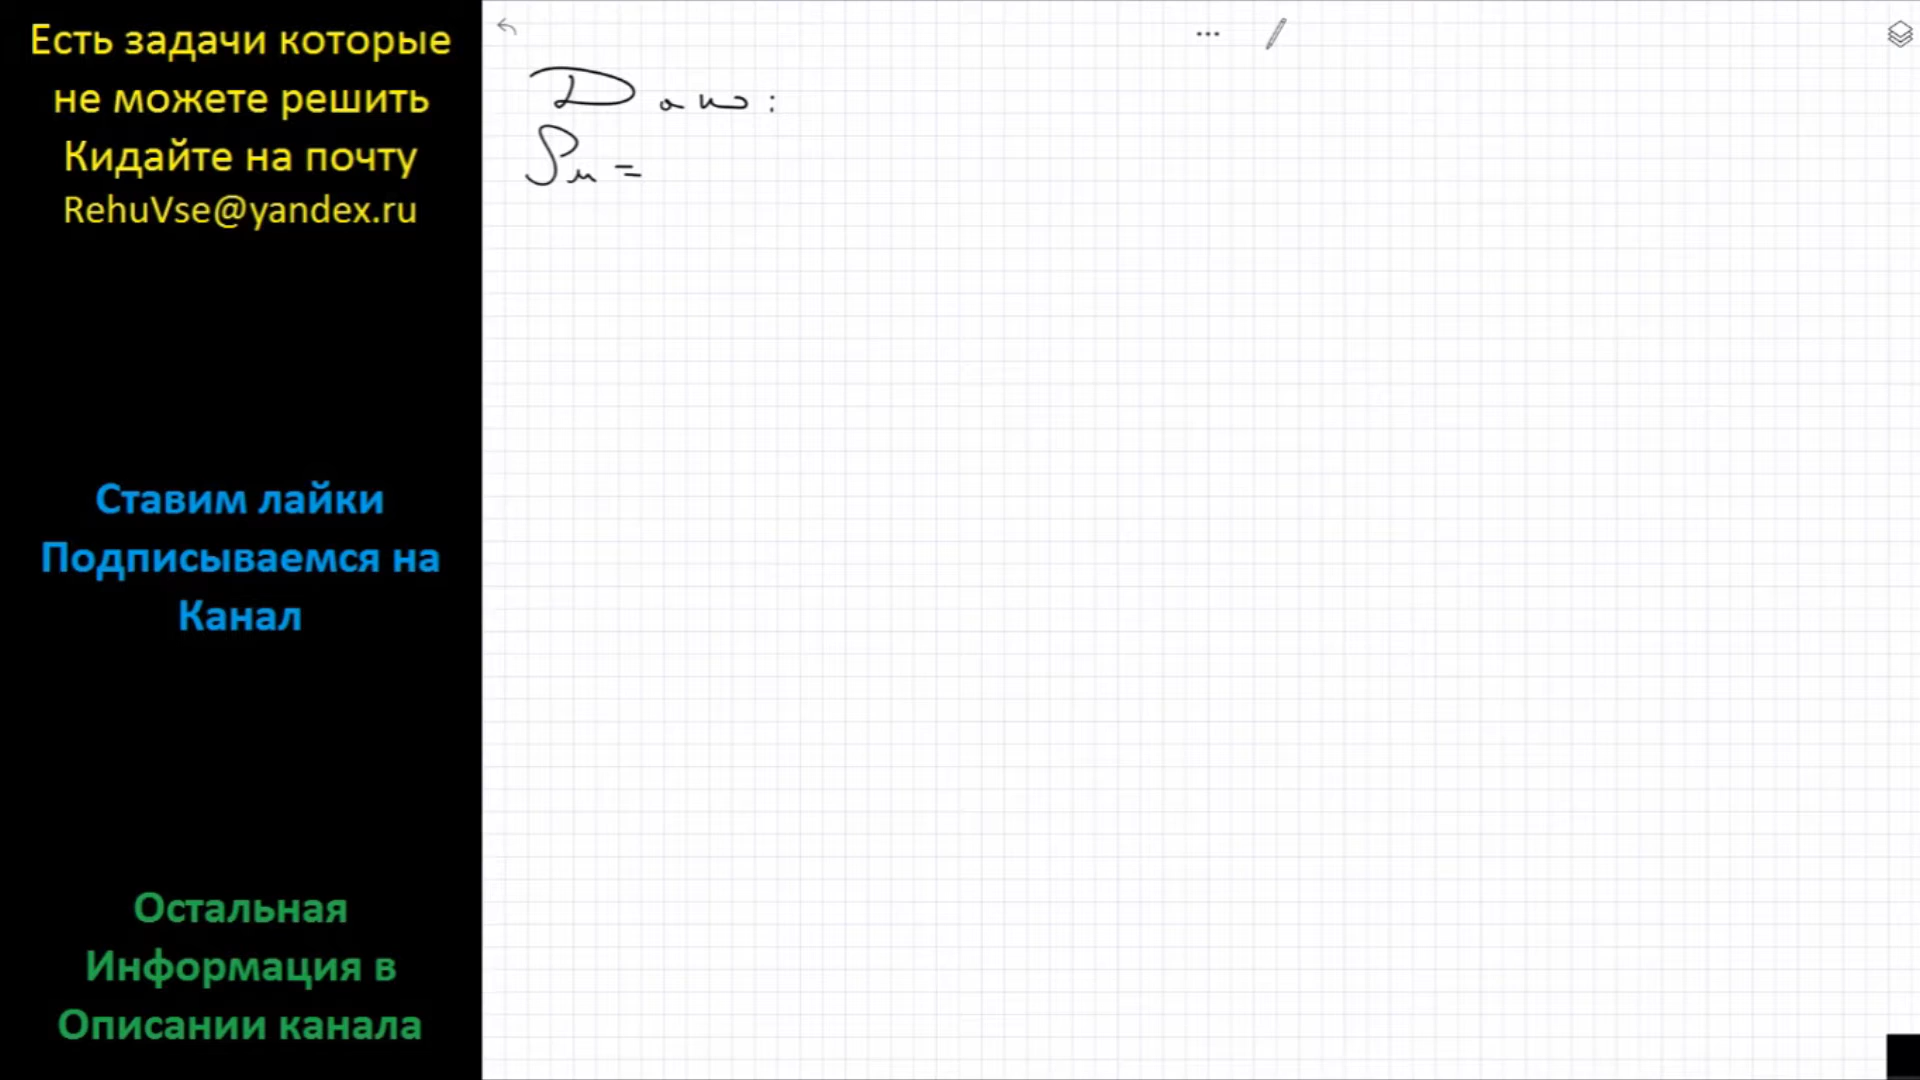 Есть задачи которые
не можете решить
Кидайте на почту
RehuVse@yandex.ru
Ставим лайки
Подписываемся на
Канал
Остальная
Информация в
Описании канала
Дано:
ρм =